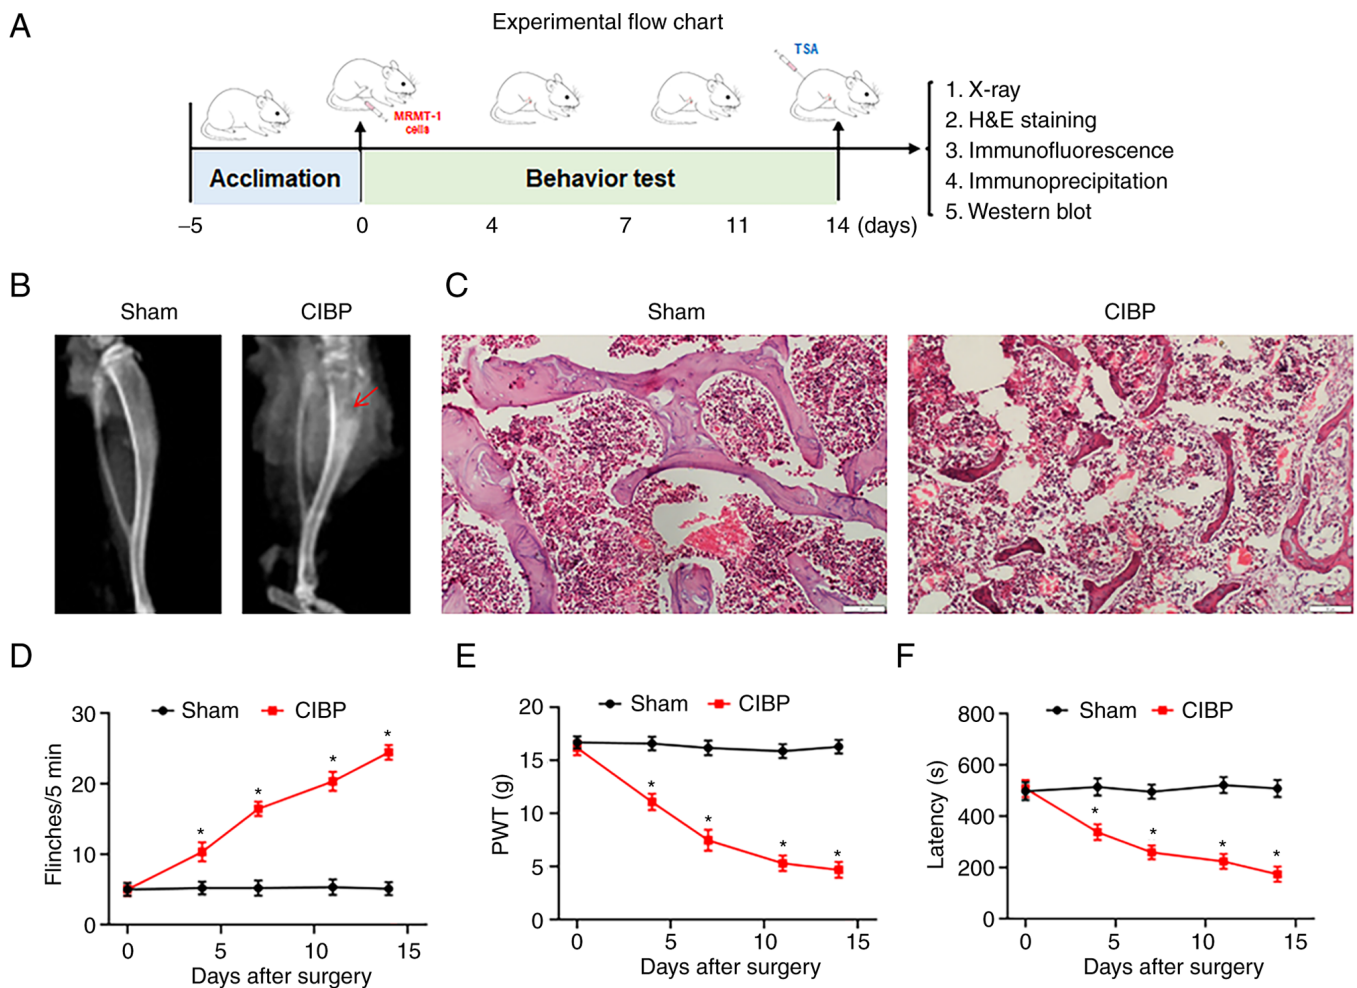 A
Experimental flow chart
TSA
MRMT-1
cells
Acclimation
Behavior test
–5
0
4
7
11
14 (days)
1. X-ray
2. H&E staining
3. Immunofluorescence
4. Immunoprecipitation
5. Western blot
B
Sham
CIBP
C
Sham
CIBP
D
Sham
CIBP
Flinches/5 min
30
20
10
0
* * * *
0 5 10 15
Days after surgery
E
Sham
CIBP
PWT (g)
20
15
10
5
0
* * * *
0 5 10 15
Days after surgery
F
Sham
CIBP
Latency (s)
800
600
400
200
0
* * * *
0 5 10 15
Days after surgery